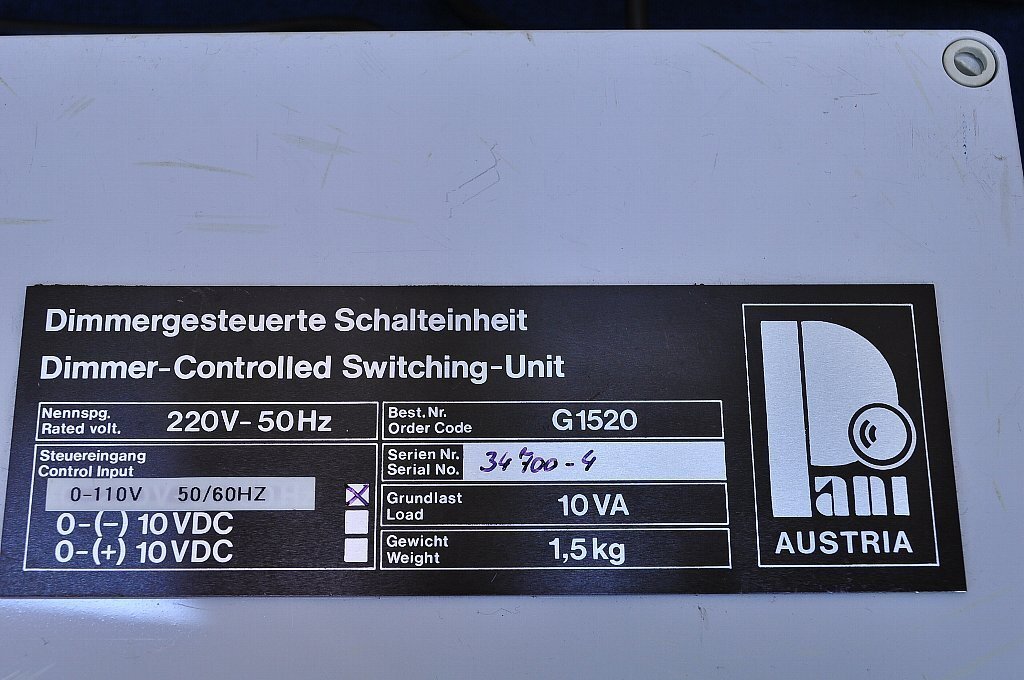 Dimmergesteuerte Schalteinheit
Dimmer-Controlled Switching-Unit
Nennspg.
Rated volt.
220V-50Hz
Steuereingang
Control Input
0-110V 50/60HZ
0-(-) 10VDC
0-(+) 10VDC
Best.Nr.
Order Code
G1520
Serien Nr.
Serial No.
34700-4
Grundlast
Load
10VA
Gewicht
Weight
1,5kg
Pani
AUSTRIA